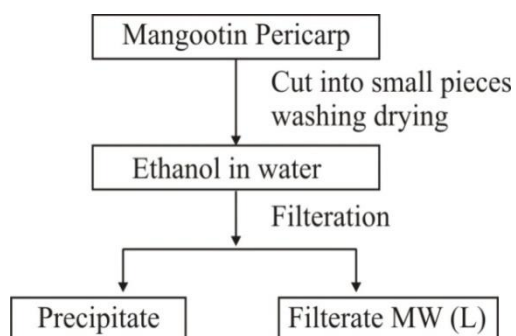 Mangootin Pericarp
Cut into small pieces
washing drying
Ethanol in water
Filteration
Precipitate
Filterate MW (L)